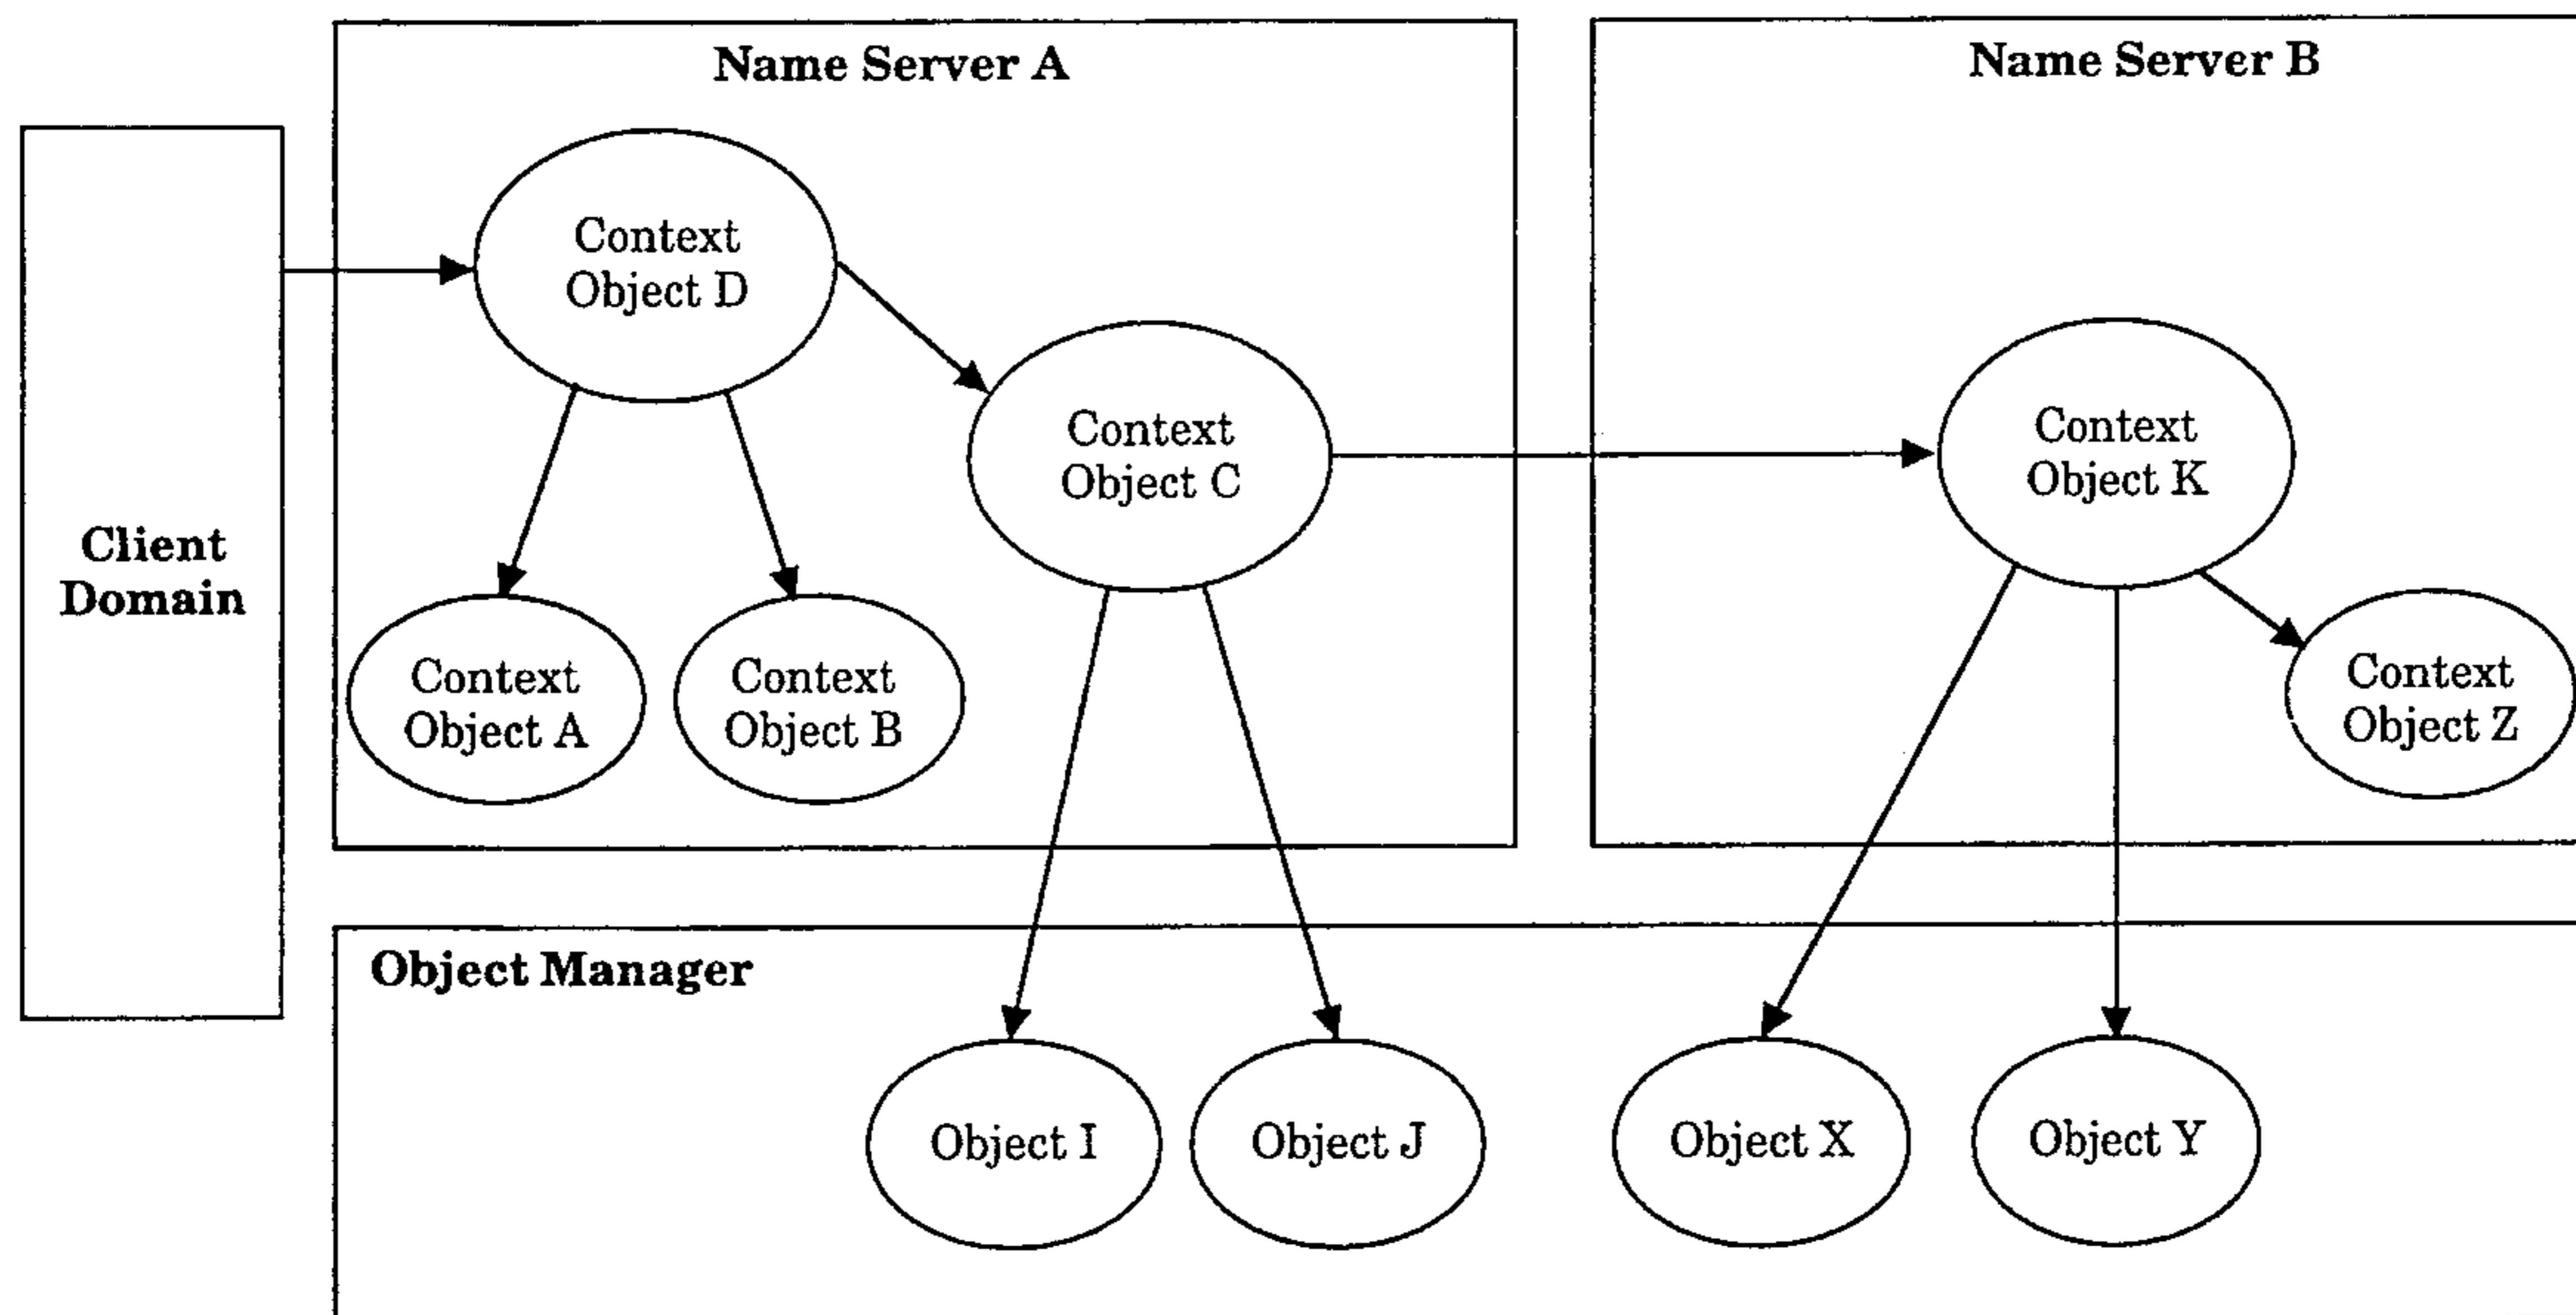 Name Server A
Name Server B
Client
Domain
Context
Object D
Context
Object C
Context
Object K
Context
Object A
Context
Object B
Context
Object Z
Object Manager
Object I
Object J
Object X
Object Y